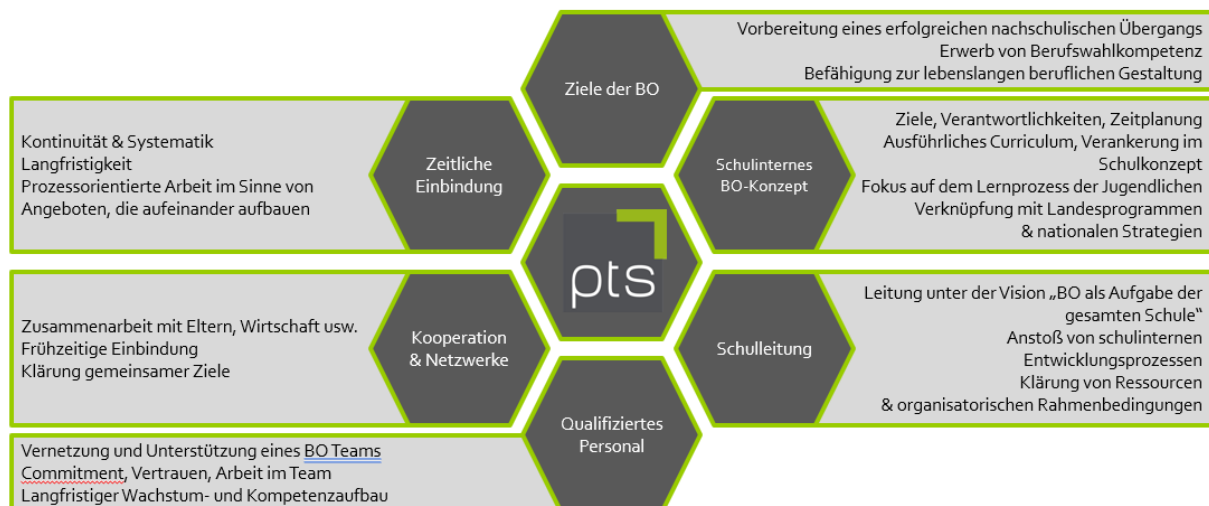 Ziele der BO
Vorbereitung eines erfolgreichen nachschulischen Übergangs
Erwerb von Berufswahlkompetenz
Befähigung zur lebenslangen beruflichen Gestaltung
Kontinuität & Systematik
Langfristigkeit
Prozessorientierte Arbeit im Sinne von
Angeboten, die aufeinander aufbauen
Zeitliche
Einbindung
Schulinternes
BO-Konzept
Ziele, Verantwortlichkeiten, Zeitplanung
Ausführliches Curriculum, Verankerung im
Schulkonzept
Fokus auf dem Lernprozess der Jugendlichen
Verknüpfung mit Landesprogrammen
& nationalen Strategien
pts
Zusammenarbeit mit Eltern, Wirtschaft usw.
Frühzeitige Einbindung
Klärung gemeinsamer Ziele
Kooperation
& Netzwerke
Schulleitung
Leitung unter der Vision „BO als Aufgabe der
gesamten Schule“
Anstoß von schulinternen
Entwicklungsprozessen
Klärung von Ressourcen
& organisatorischen Rahmenbedingungen
Qualifiziertes
Personal
Vernetzung und Unterstützung eines BO Teams
Commitment, Vertrauen, Arbeit im Team
Langfristiger Wachstum- und Kompetenzaufbau